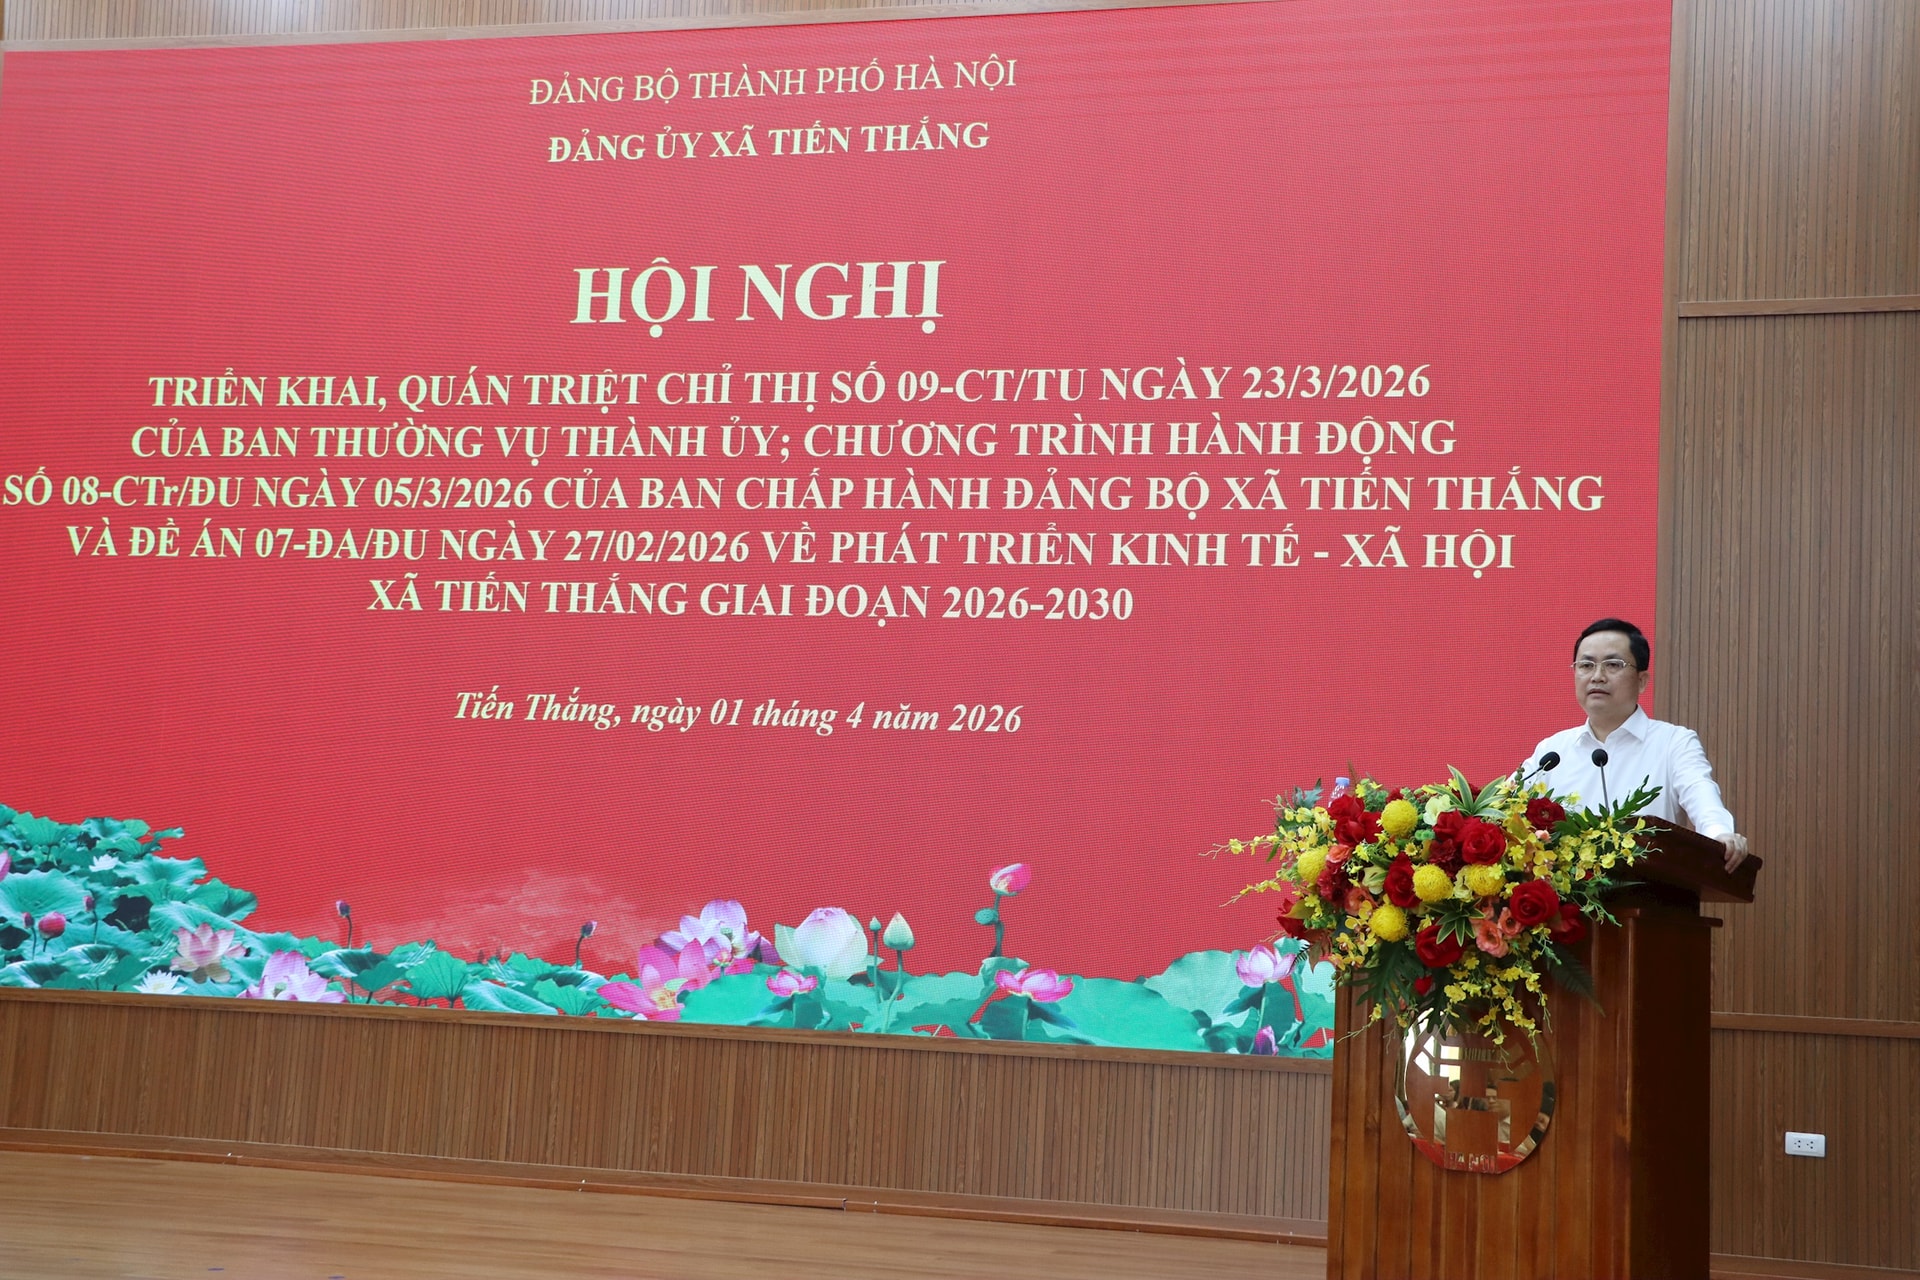 ĐẢNG BỘ THÀNH PHỐ HÀ NỘI
ĐẢNG ỦY XÃ TIẾN THẮNG
HỘI NGHỊ
TRIỂN KHAI, QUÁN TRIỆT CHỈ THỊ SỐ 09-CT/TU NGÀY 23/3/2026
CỦA BAN THƯỜNG VỤ THÀNH ỦY; CHƯƠNG TRÌNH HÀNH ĐỘNG
SỐ 08-CTr/ĐU NGÀY 05/3/2026 CỦA BAN CHẤP HÀNH ĐẢNG BỘ XÃ TIẾN THẮNG
VÀ ĐỀ ÁN 07-ĐA/ĐU NGÀY 27/02/2026 VỀ PHÁT TRIỂN KINH TẾ - XÃ HỘI
XÃ TIẾN THẮNG GIAI ĐOẠN 2026-2030
Tiến Thắng, ngày 01 tháng 4 năm 2026
HÀ NỘI